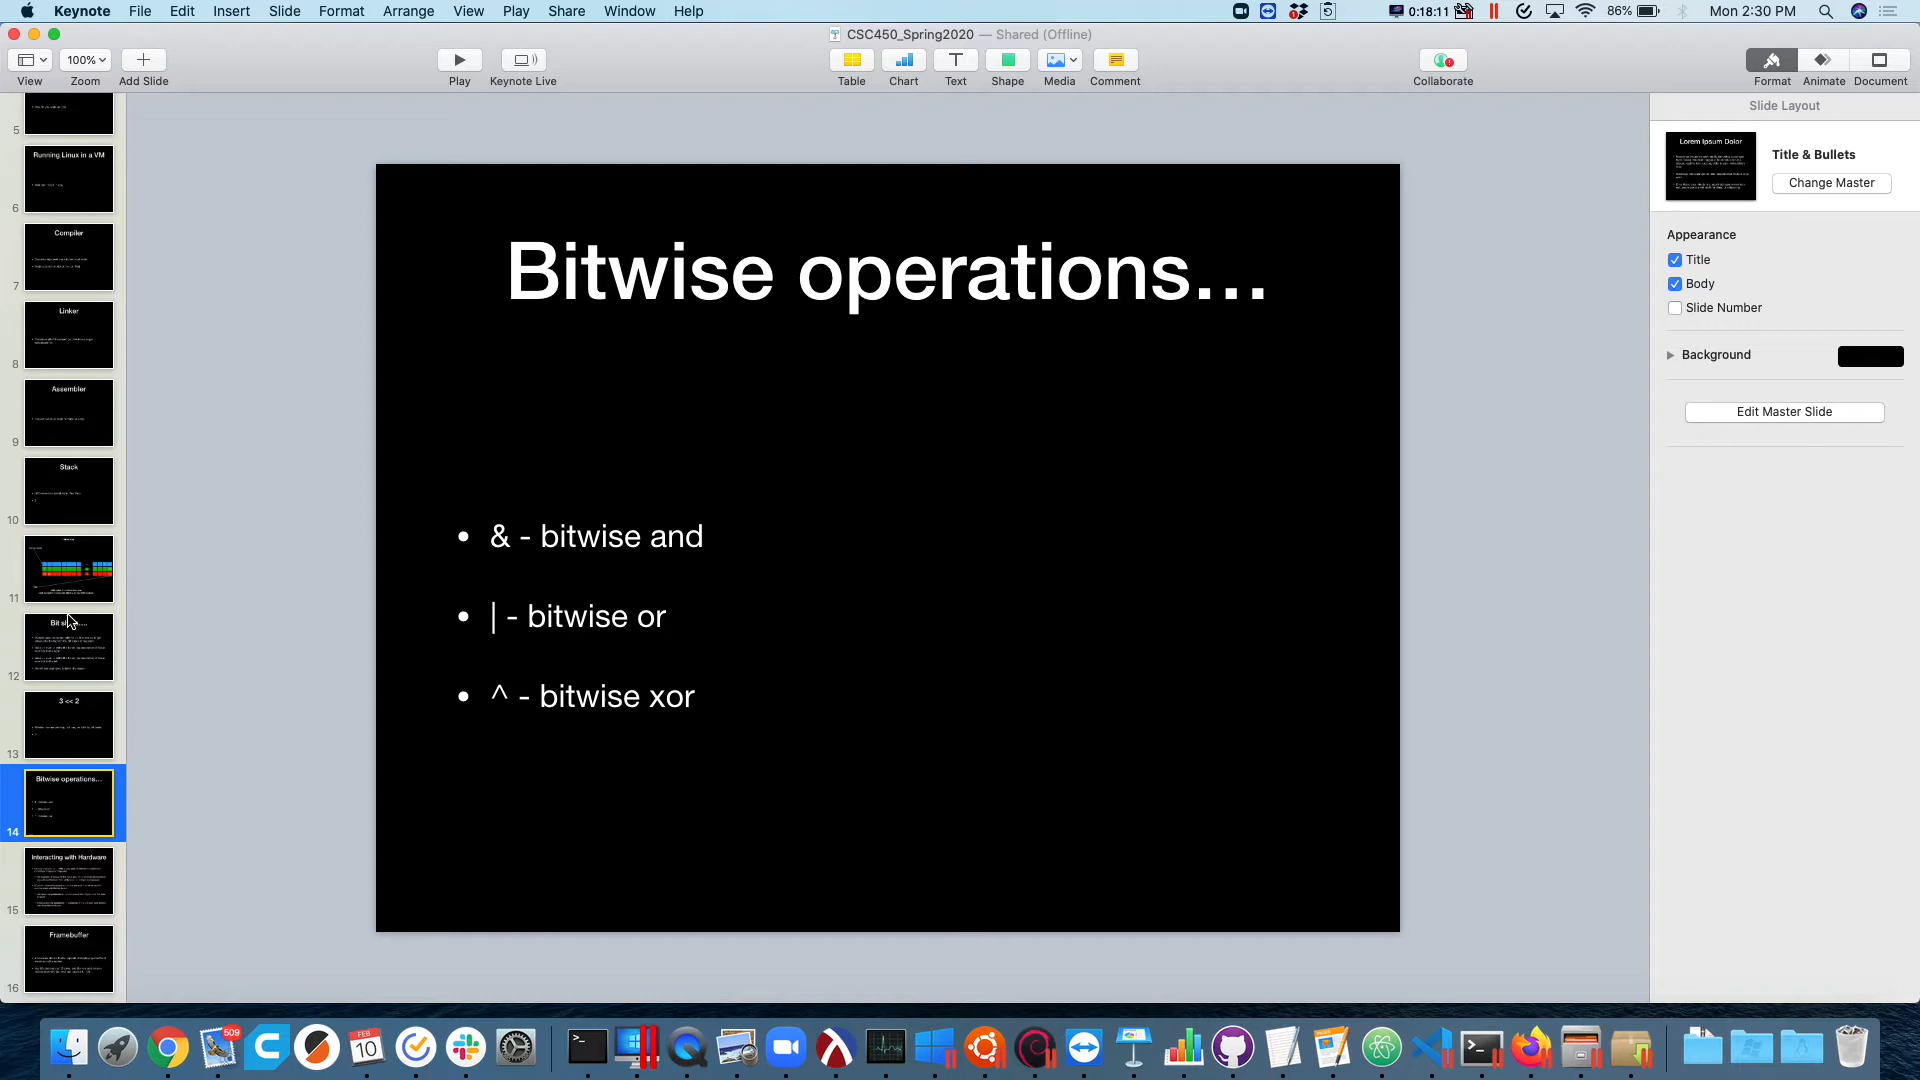 Keynote File Edit Insert Slide Format Arrange View Play Share Window Help
0:18:11
86%
Mon 2:30 PM
CSC450_Spring2020 — Shared (Offline)
100%
View
Zoom
Add Slide
Play
Keynote Live
Table
Chart
Text
Shape
Media
Comment
Collaborate
Format
Animate
Document
5
Running Linux in a VM
6
Compiler
7
Linker
8
Assembler
9
Stack
10
11
12
3 << 2
13
Bitwise operations...
14
Interacting with Hardware
15
Framebuffer
16
Bitwise operations...
• & - bitwise and
• | - bitwise or
• ^ - bitwise xor
Slide Layout
Lorem Ipsum Dolor
Title & Bullets
Change Master
Appearance
Title
Body
Slide Number
Background
Edit Master Slide
509
FEB
10